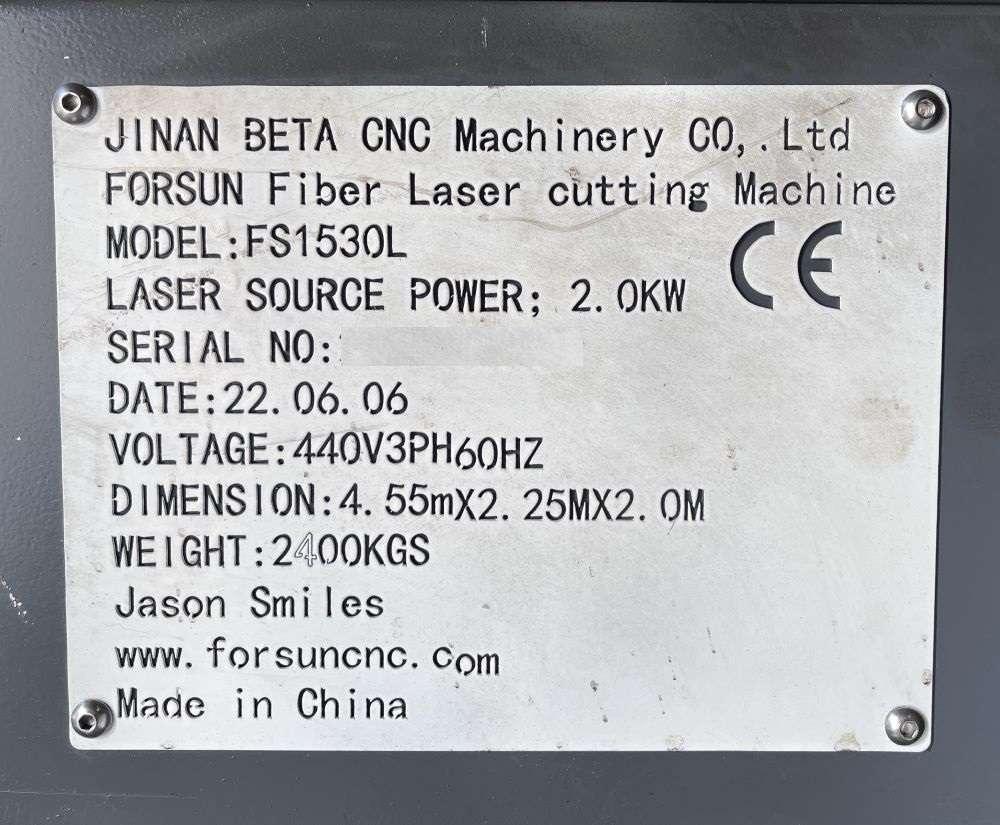 JINAN BETA CNC Machinery CO,.Ltd
FORSUN Fiber Laser cutting Machine
MODEL:FS1530L
LASER SOURCE POWER; 2.0KW
CE
SERIAL NO:
DATE:22.06.06
VOLTAGE:440V3PH60HZ
DIMENSION:4.55mX2.25MX2.0M
WEIGHT:2400KGS
Jason Smiles
www.forsuncnc.com
Made in China